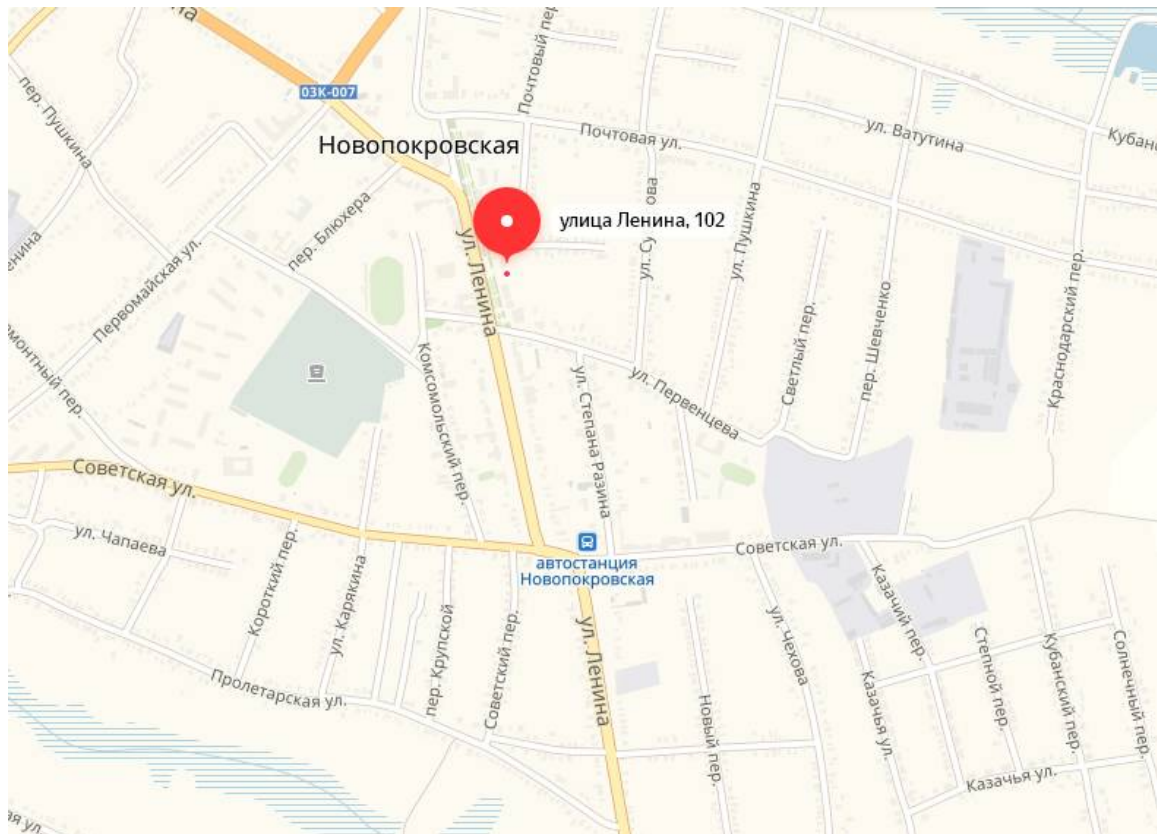 на
03К-007
Новопокровская
Почтовый пер.
Почтовая ул.
ул. Ватутина
Кубан
пер. Пушкина
пер. Блюхера
улица Ленина, 102
ул. Пушкина
ул. Ленина
Первомайская ул.
Краснодарский пер.
пер. Шевченко
Светлый пер.
ул. Первенцева
Комсомольский пер.
ул. Степана Разина
Советская ул.
ул. Чапаева
Короткий пер.
ул. Карякина
автостанция
Новопокровская
Советская ул.
Казачий пер.
пер. Крупской
Советский пер.
ул. Ленина
ул. Чехова
Степной пер.
Кубанский пер.
Солнечный пер.
Пролетарская ул.
Новый пер.
Казачья ул.
Казачья ул.
ая ул.